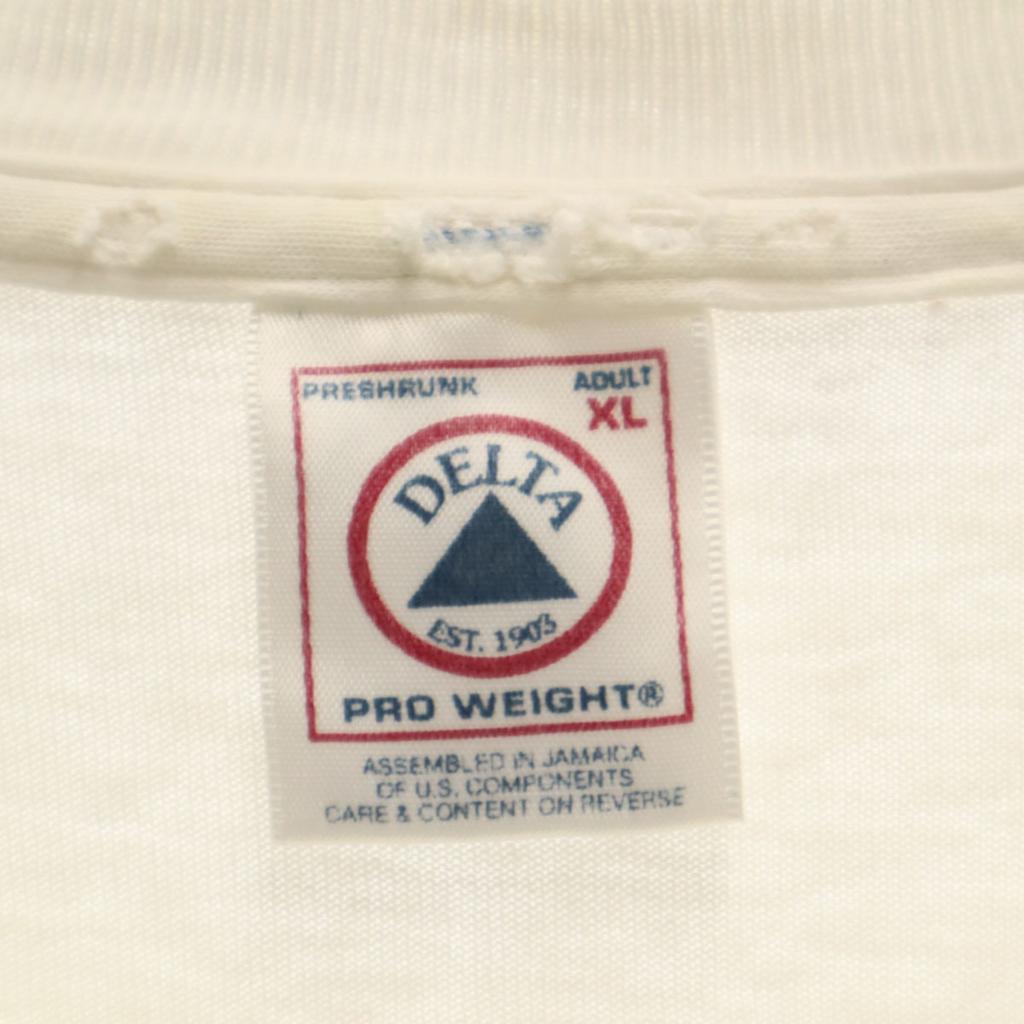 PRESHRUNK
ADULT
XL
DELTA
EST. 1903
PRO WEIGHT®
ASSEMBLED IN JAMAICA
OF U.S. COMPONENTS
CARE & CONTENT ON REVERSE